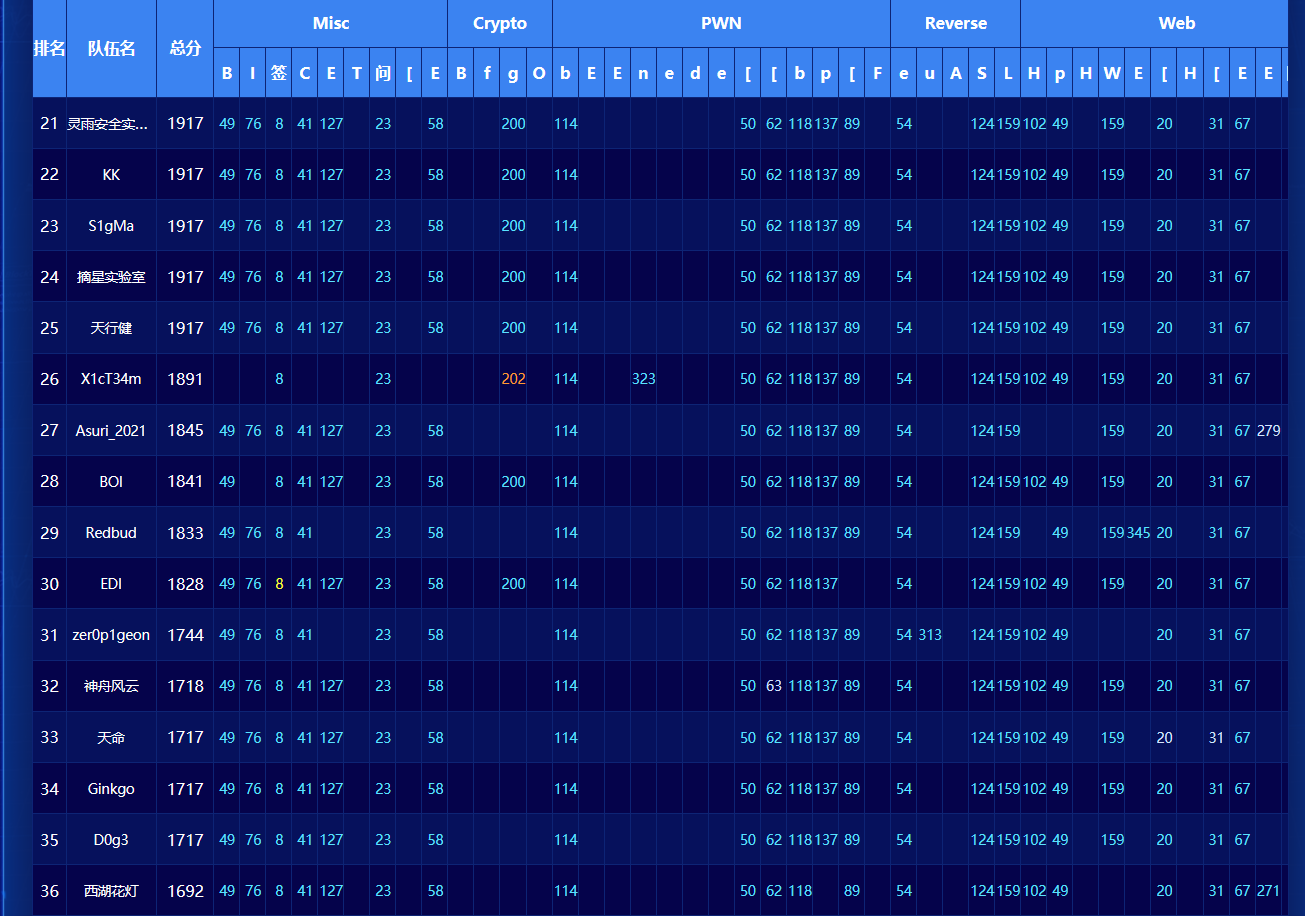 排名 队伍名 总分 Misc Crypto PWN Reverse Web
B I 签 C E T 问 [ E B f g O b E E n e d e [ [ b p [ F e u A S L H p H W E [ H [ E E
21 灵雨安全实... 1917 49 76 8 41 127 23 58 200 114 50 62 118 137 89 54 124 159 102 49 159 20 31 67
22 KK 1917 49 76 8 41 127 23 58 200 114 50 62 118 137 89 54 124 159 102 49 159 20 31 67
23 S1gMa 1917 49 76 8 41 127 23 58 200 114 50 62 118 137 89 54 124 159 102 49 159 20 31 67
24 摘星实验室 1917 49 76 8 41 127 23 58 200 114 50 62 118 137 89 54 124 159 102 49 159 20 31 67
25 天行健 1917 49 76 8 41 127 23 58 200 114 50 62 118 137 89 54 124 159 102 49 159 20 31 67
26 X1cT34m 1891 8 23 202 114 323 50 62 118 137 89 54 124 159 102 49 159 20 31 67
27 Asuri_2021 1845 49 76 8 41 127 23 58 114 50 62 118 137 89 54 124 159 159 20 31 67 279
28 BOI 1841 49 8 41 127 23 58 200 114 50 62 118 137 89 54 124 159 102 49 159 20 31 67
29 Redbud 1833 49 76 8 41 23 58 114 50 62 118 137 89 54 124 159 49 159 345 20 31 67
30 EDI 1828 49 76 8 41 127 23 58 200 114 50 62 118 137 54 124 159 102 49 159 20 31 67
31 zer0p1geon 1744 49 76 8 41 23 58 114 50 62 118 137 89 54 313 124 159 102 49 20 31 67
32 神舟风云 1718 49 76 8 41 127 23 58 114 50 63 118 137 89 54 124 159 102 49 159 20 31 67
33 天命 1717 49 76 8 41 127 23 58 114 50 62 118 137 89 54 124 159 102 49 159 20 31 67
34 Ginkgo 1717 49 76 8 41 127 23 58 114 50 62 118 137 89 54 124 159 102 49 159 20 31 67
35 D0g3 1717 49 76 8 41 127 23 58 114 50 62 118 137 89 54 124 159 102 49 159 20 31 67
36 西湖花灯 1692 49 76 8 41 127 23 58 114 50 62 118 89 54 124 159 102 49 20 31 67 271